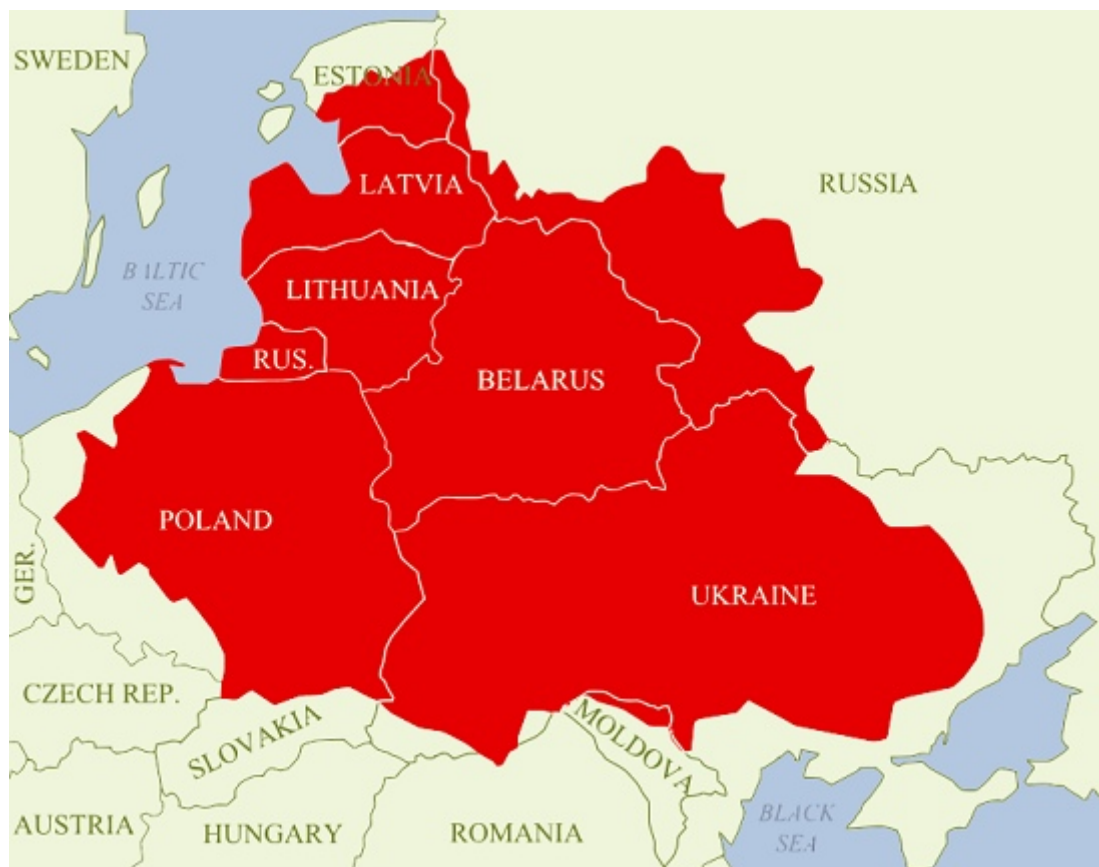 SWEDEN
ESTONIA
RUSSIA
LATVIA
BALTIC
SEA
LITHUANIA
RUS.
BELARUS
POLAND
GER.
UKRAINE
CZECH REP.
SLOVAKIA
MOLDOVA
AUSTRIA
HUNGARY
ROMANIA
BLACK
SEA